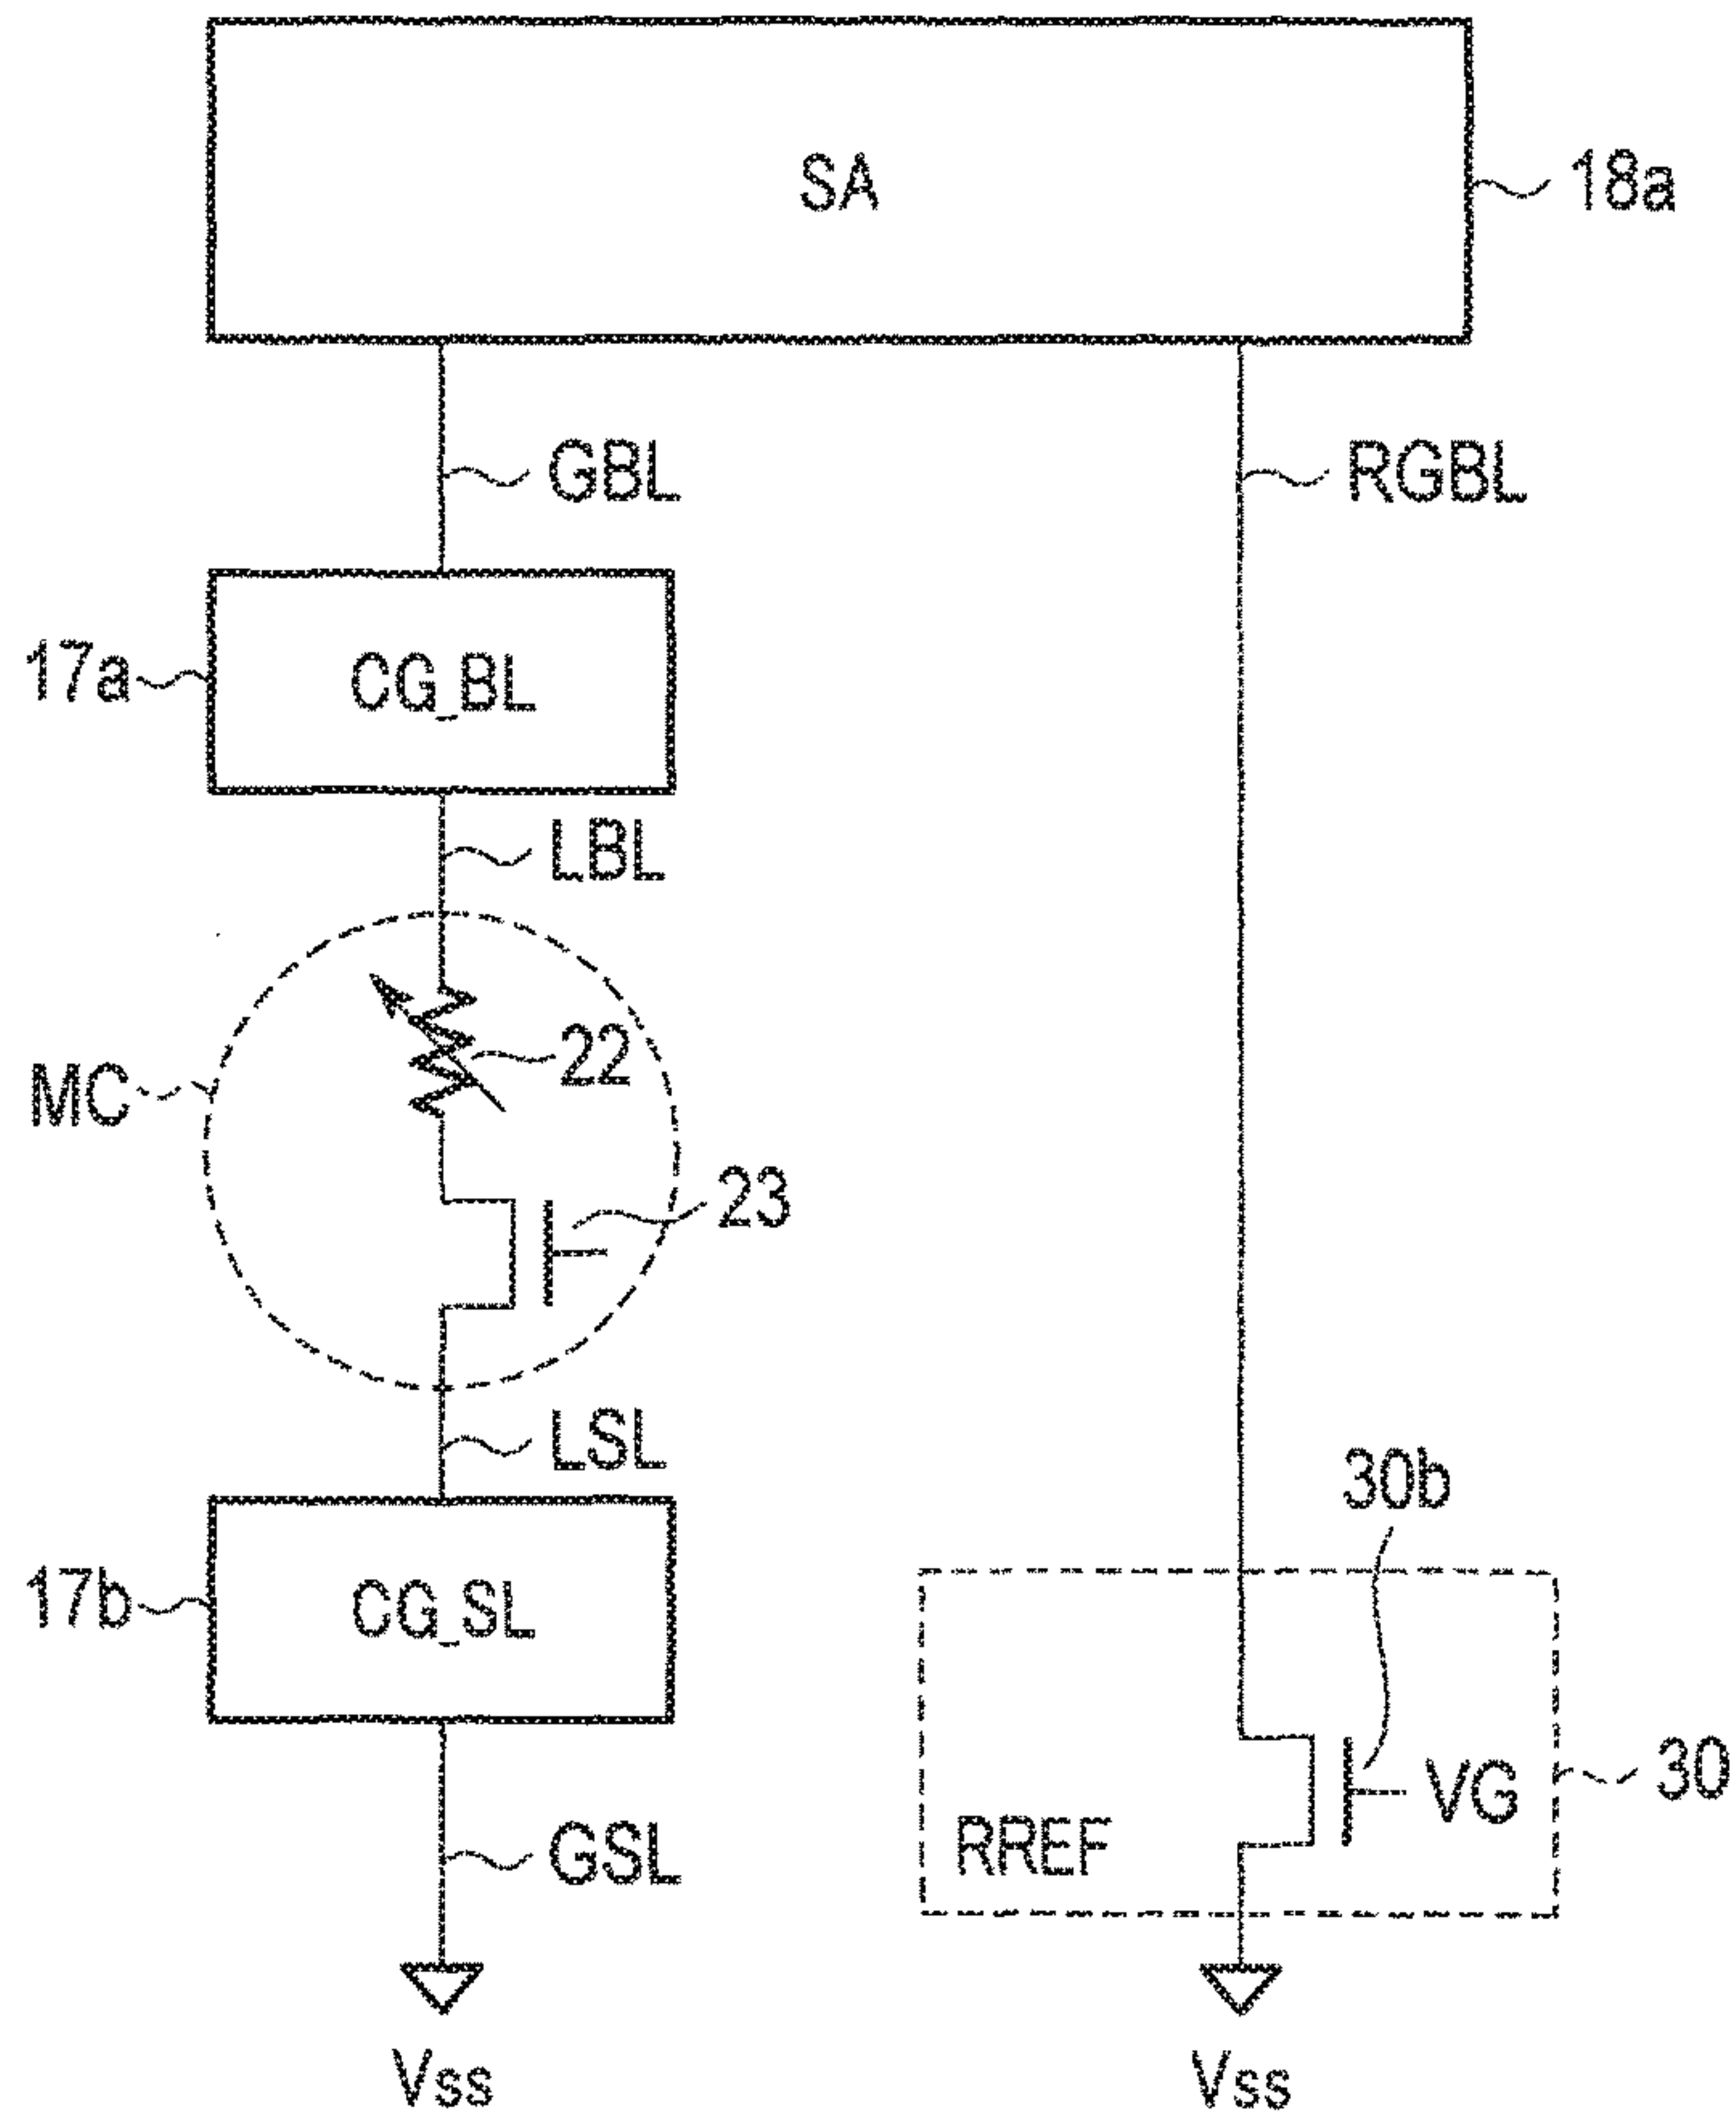 SA
18a
GBL
RGBL
17a
CG_BL
LBL
22
MC
23
LSL
30b
17b
CG_SL
VG
30
RREF
GSL
Vss
Vss